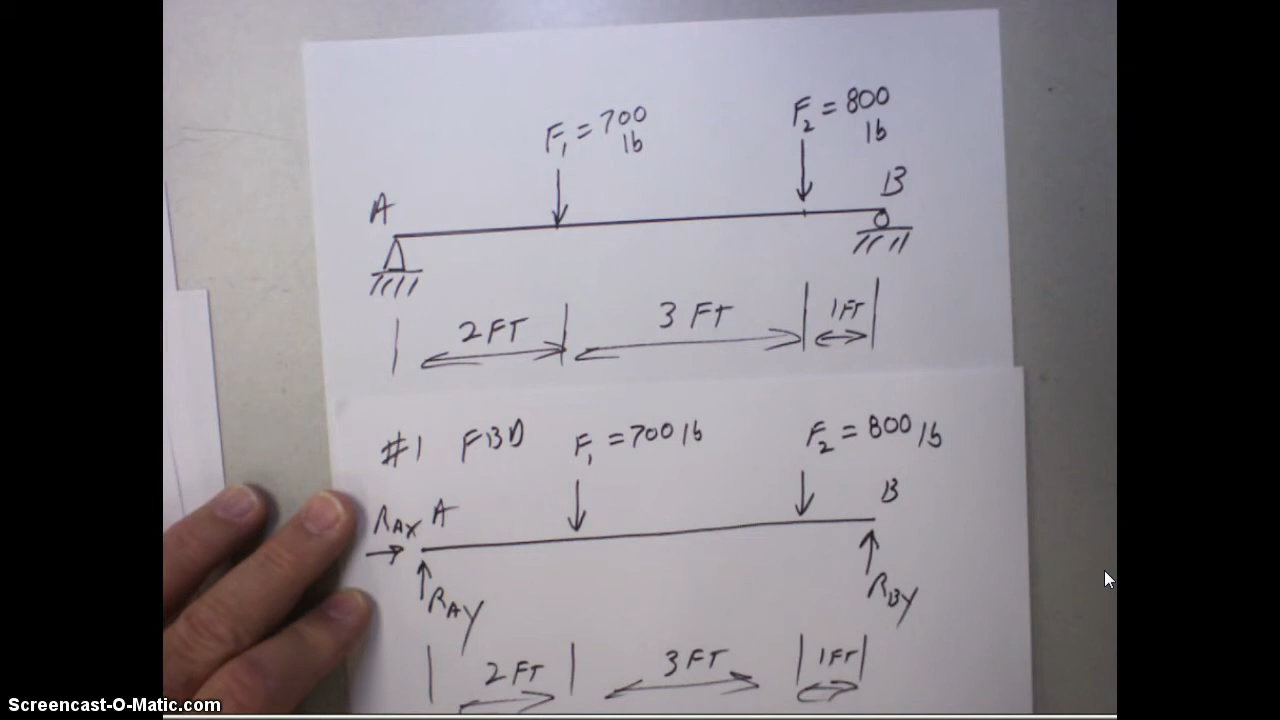 F1 = 700 lb
F2 = 800 lb
A
B
2 FT
3 FT
1 FT
#1 FBD
F1 = 700 lb
F2 = 800 lb
RAX
A
B
RAY
RBY
2 FT
3 FT
1 FT
Screencast-O-Matic.com